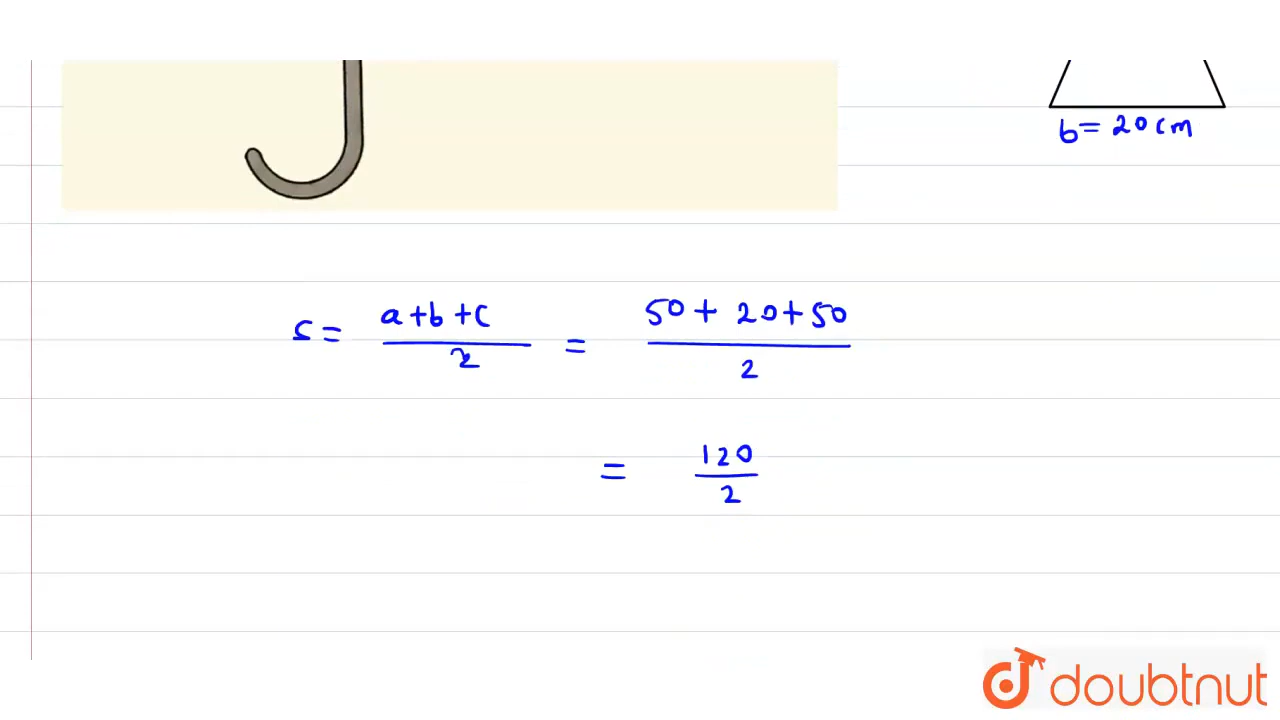 b= 20 cm
s= a+b+c/2 = 50+ 20+50/2
= 120/2
doubtnut